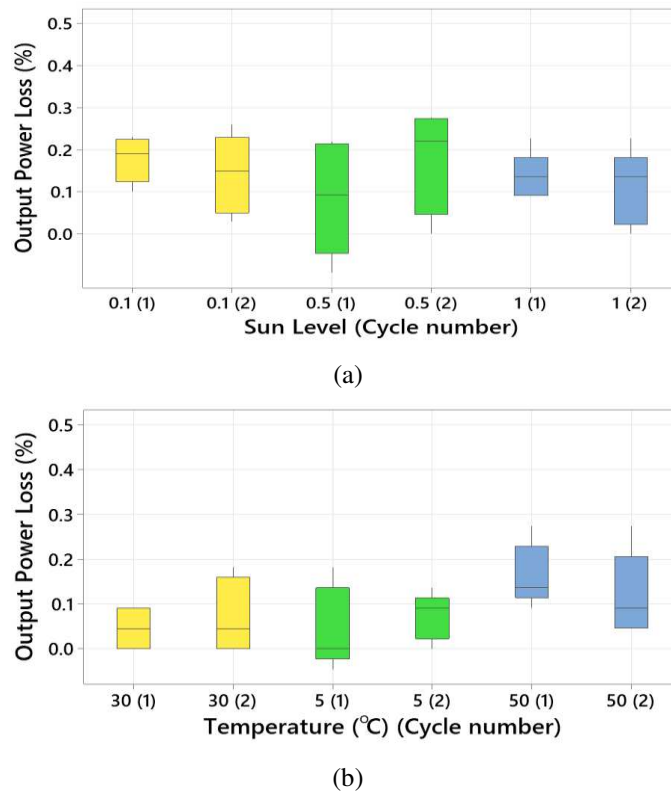 0.5
0.4
0.3
0.2
0.1
0.0
Output Power Loss (%)
0.1 (1) 0.1 (2) 0.5 (1) 0.5 (2) 1 (1) 1 (2)
Sun Level (Cycle number)
(a)
0.5
0.4
0.3
0.2
0.1
0.0
Output Power Loss (%)
30 (1) 30 (2) 5 (1) 5 (2) 50 (1) 50 (2)
Temperature (°C) (Cycle number)
(b)